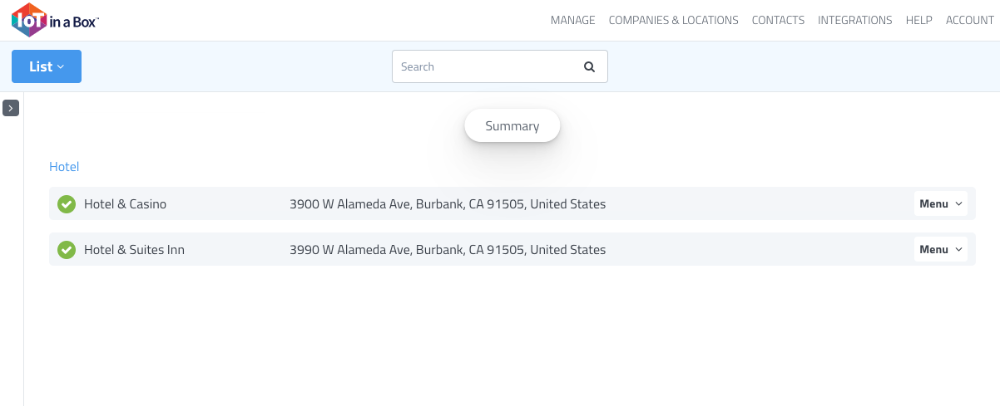 IoT in a Box™
MANAGE COMPANIES & LOCATIONS CONTACTS INTEGRATIONS HELP ACCOUNT
List
Search
Summary
Hotel
Hotel & Casino 3900 W Alameda Ave, Burbank, CA 91505, United States Menu
Hotel & Suites Inn 3990 W Alameda Ave, Burbank, CA 91505, United States Menu